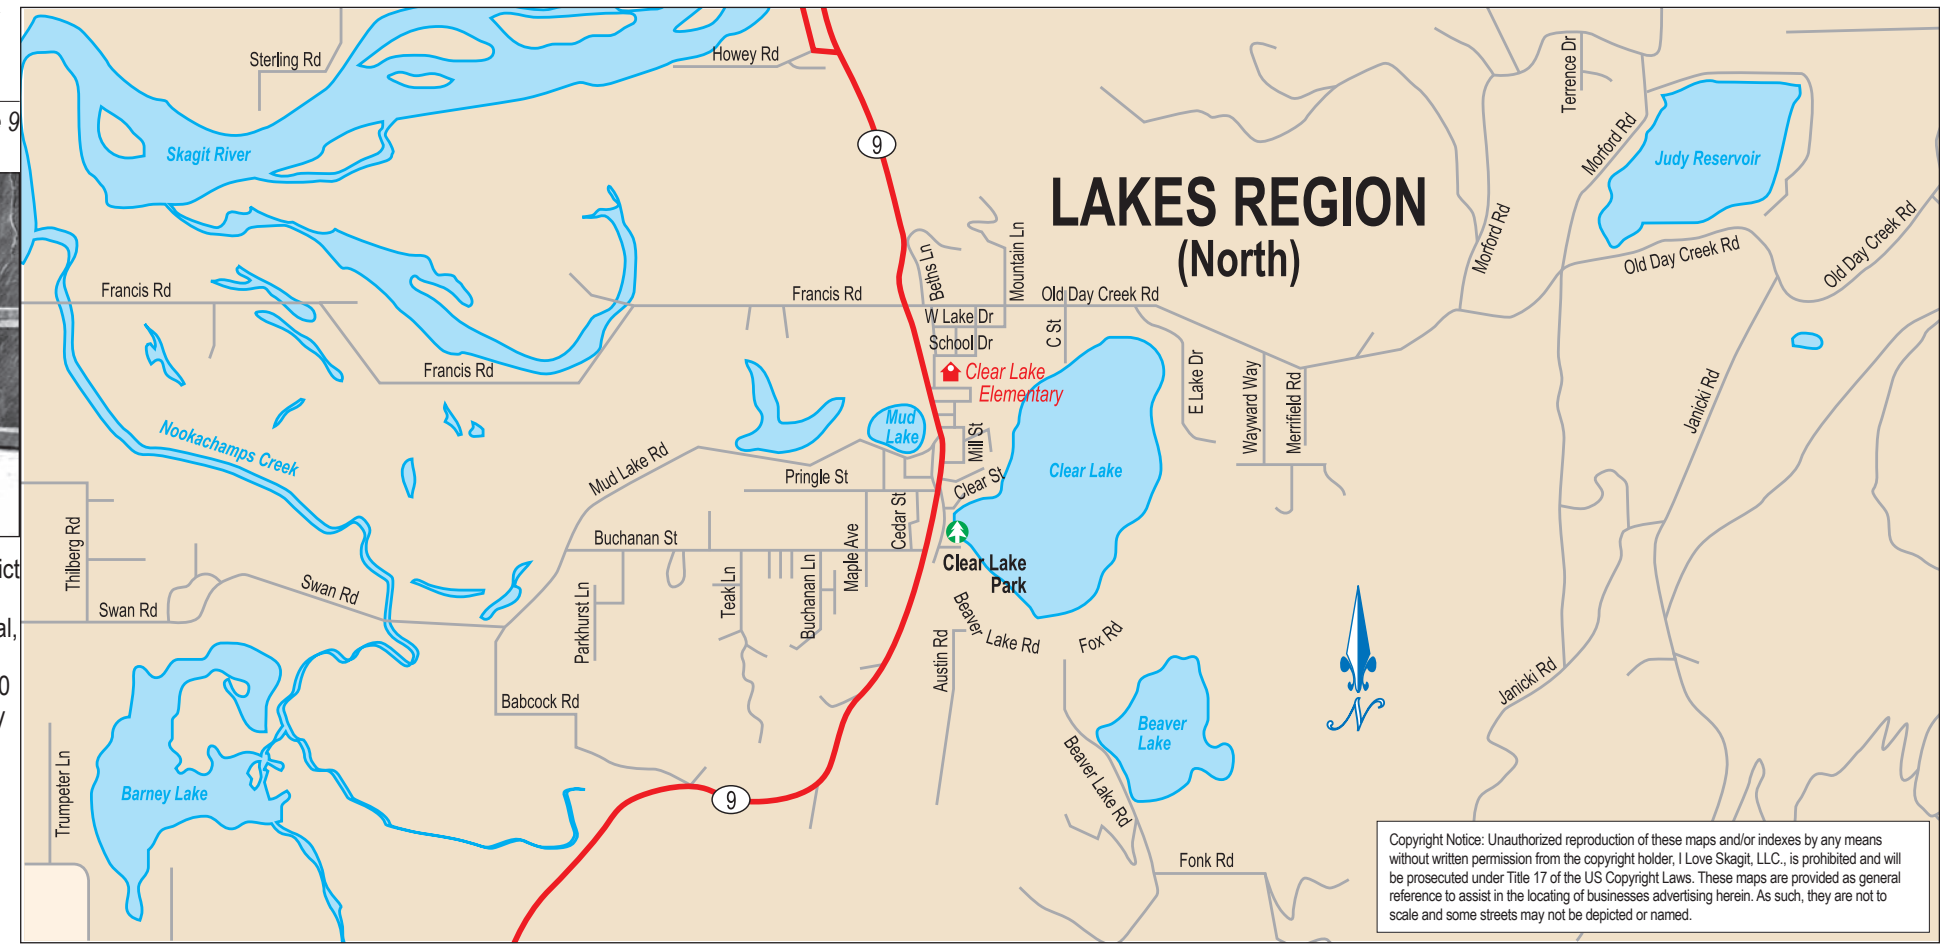 Sterling Rd
Howey Rd
9
Terrence Dr
Morford Rd
Judy Reservoir
Skagit River
9
LAKES REGION
(North)
Morford Rd
Old Day Creek Rd
Old Day Creek Rd
Beths Ln
Mountain Ln
Francis Rd
Francis Rd
Old Day Creek Rd
W Lake Dr
School Dr
C St
Francis Rd
Clear Lake
Elementary
E Lake Dr
Wayward Way
Merrifield Rd
Janicki Rd
Mud
Lake
Nookachamps Creek
Mill St
Mud Lake Rd
Pringle St
Clear St
Clear Lake
Thilberg Rd
Buchanan St
Cedar St
Maple Ave
Clear Lake
Park
ict
Swan Rd
Swan Rd
Parkhurst Ln
Teak Ln
Buchanan Ln
Beaver
Lake Rd
Fox Rd
al,
Austin Rd
0
y
Babcock Rd
Janicki Rd
N
Beaver
Lake
Beaver Lake Rd
Trumpeter Ln
Barney Lake
9
Fonk Rd
Copyright Notice: Unauthorized reproduction of these maps and/or indexes by any means
without written permission from the copyright holder, I Love Skagit, LLC., is prohibited and will
be prosecuted under Title 17 of the US Copyright Laws. These maps are provided as general
reference to assist in the locating of businesses advertising herein. As such, they are not to
scale and some streets may not be depicted or named.